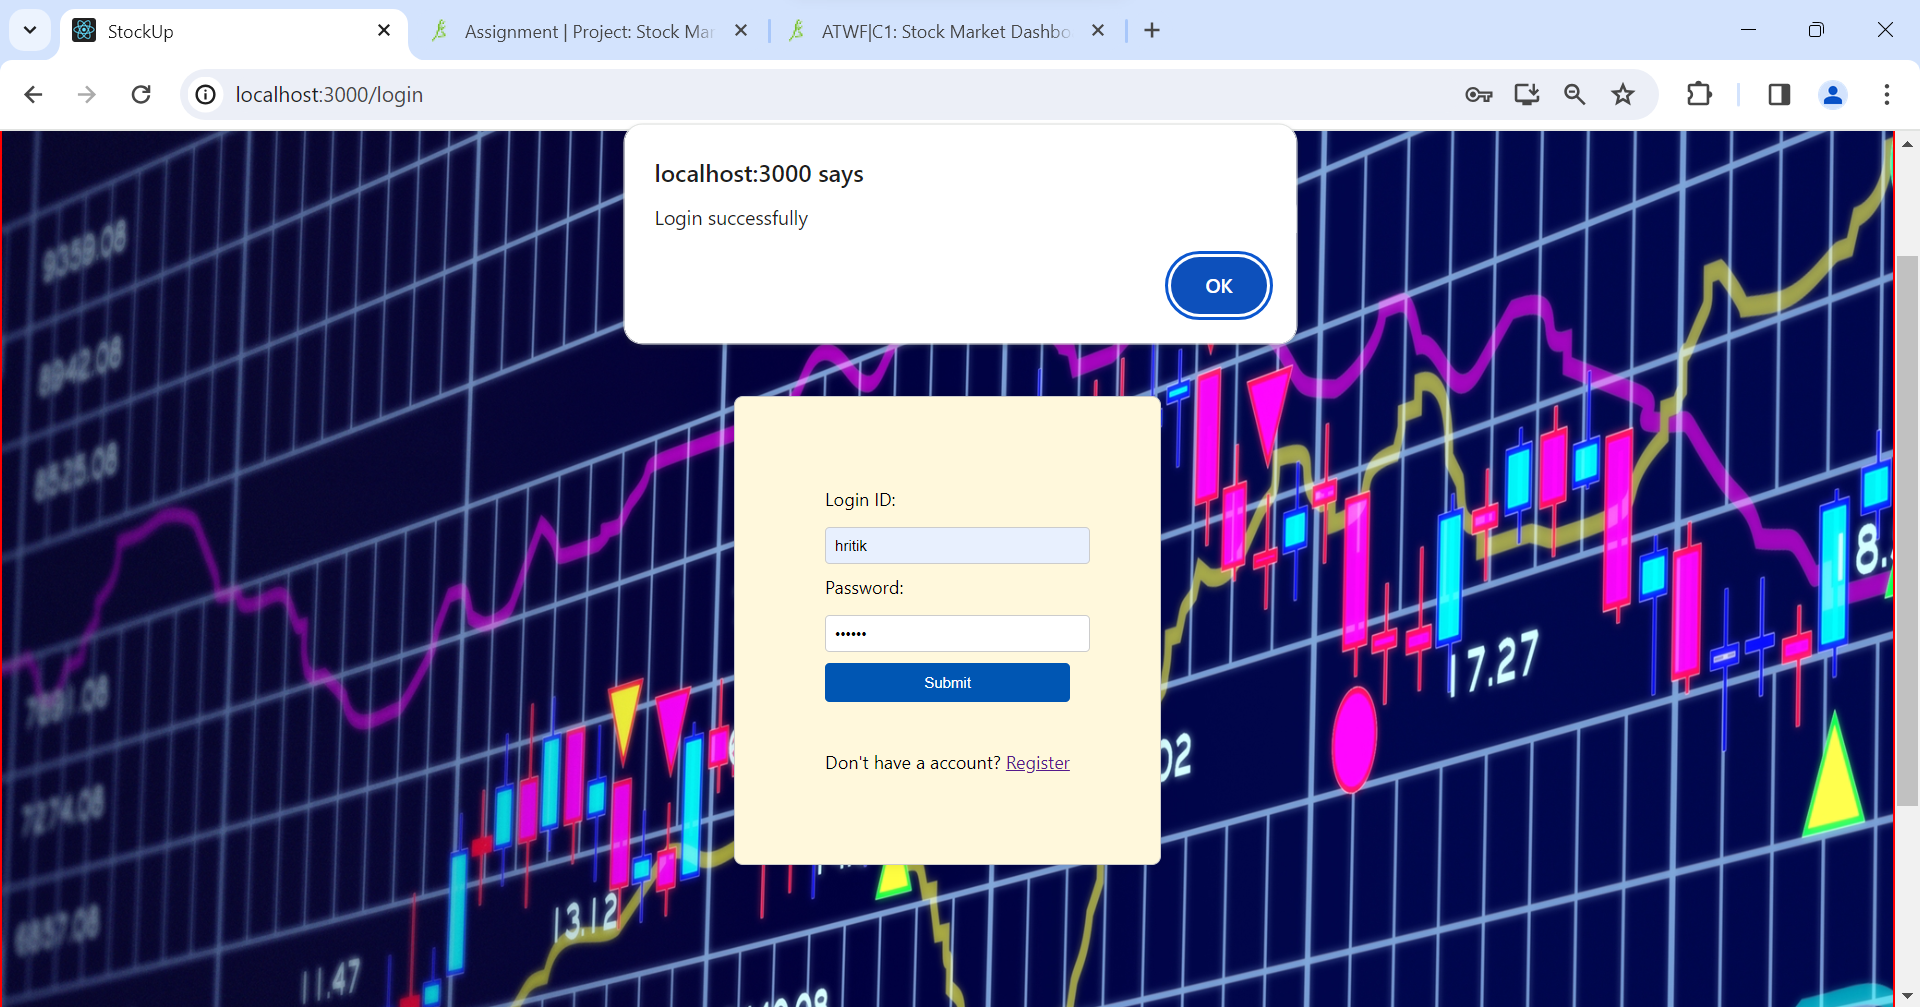 StockUp
Assignment | Project: Stock Mar
ATWF|C1: Stock Market Dashbo
localhost:3000/login
localhost:3000 says
Login successfully
OK
9359.08
8942.08
8525.08
Login ID:
hritik
Password:
••••••
Submit
Don't have a account? Register
8.
17.27
02
7691.08
7274.08
6857.08
13.12
11.47